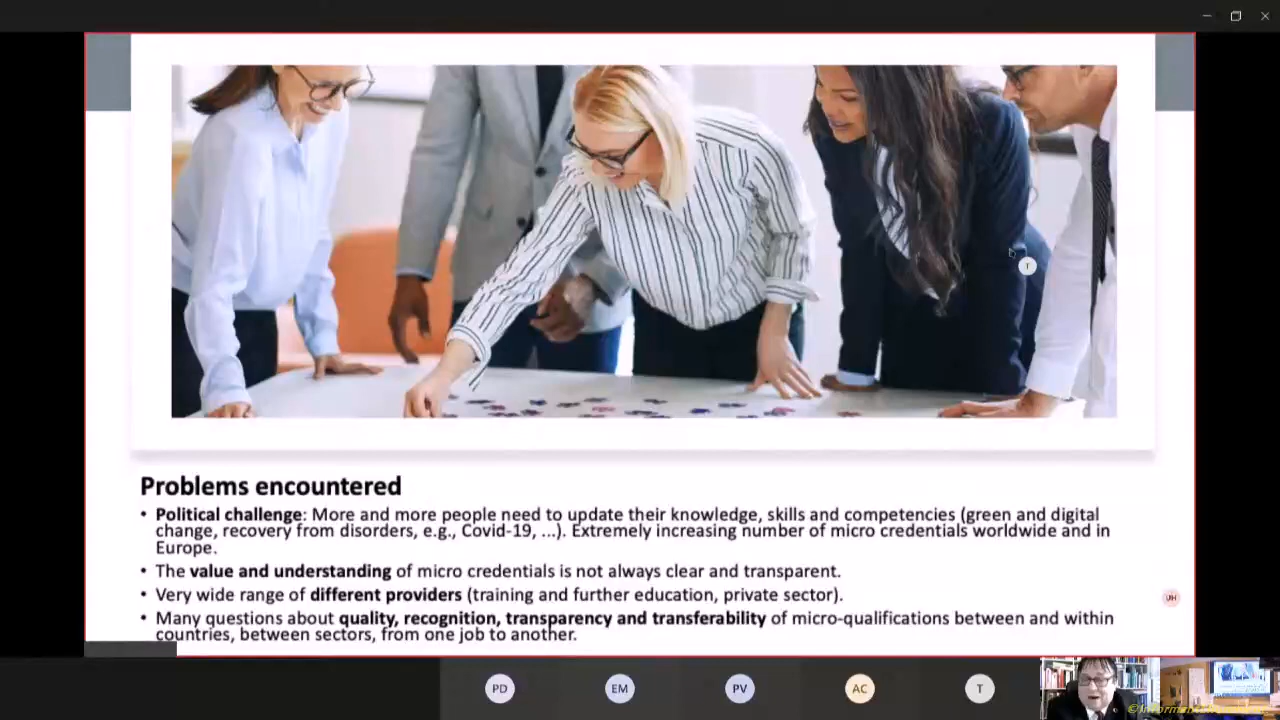 T
Problems encountered
• Political challenge: More and more people need to update their knowledge, skills and competencies (green and digital
change, recovery from disorders, e.g., Covid-19, ...). Extremely increasing number of micro credentials worldwide and in
Europe.
• The value and understanding of micro credentials is not always clear and transparent.
• Very wide range of different providers (training and further education, private sector).
UH
• Many questions about quality, recognition, transparency and transferability of micro-qualifications between and within
countries, between sectors, from one job to another.
PD EM PV AC T